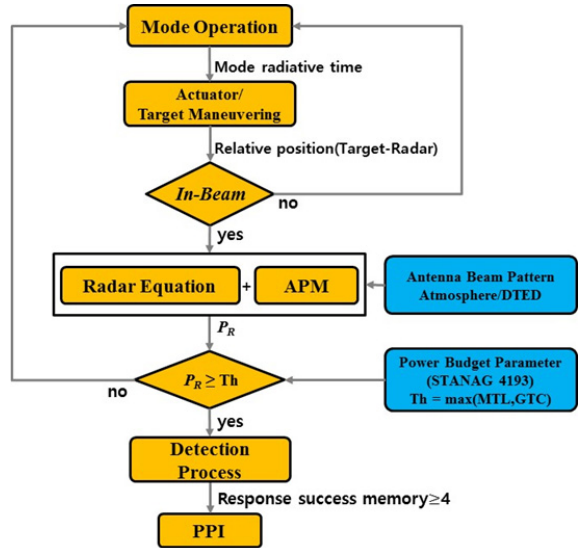 Mode Operation
Mode radiative time
Actuator/
Target Maneuvering
Relative position(Target-Radar)
In-Beam
no
yes
Radar Equation + APM
Antenna Beam Pattern
Atmosphere/DTED
P_R
P_R ≥ Th
no
Power Budget Parameter
(STANAG 4193)
Th = max(MTL,GTC)
yes
Detection
Process
Response success memory≥4
PPI